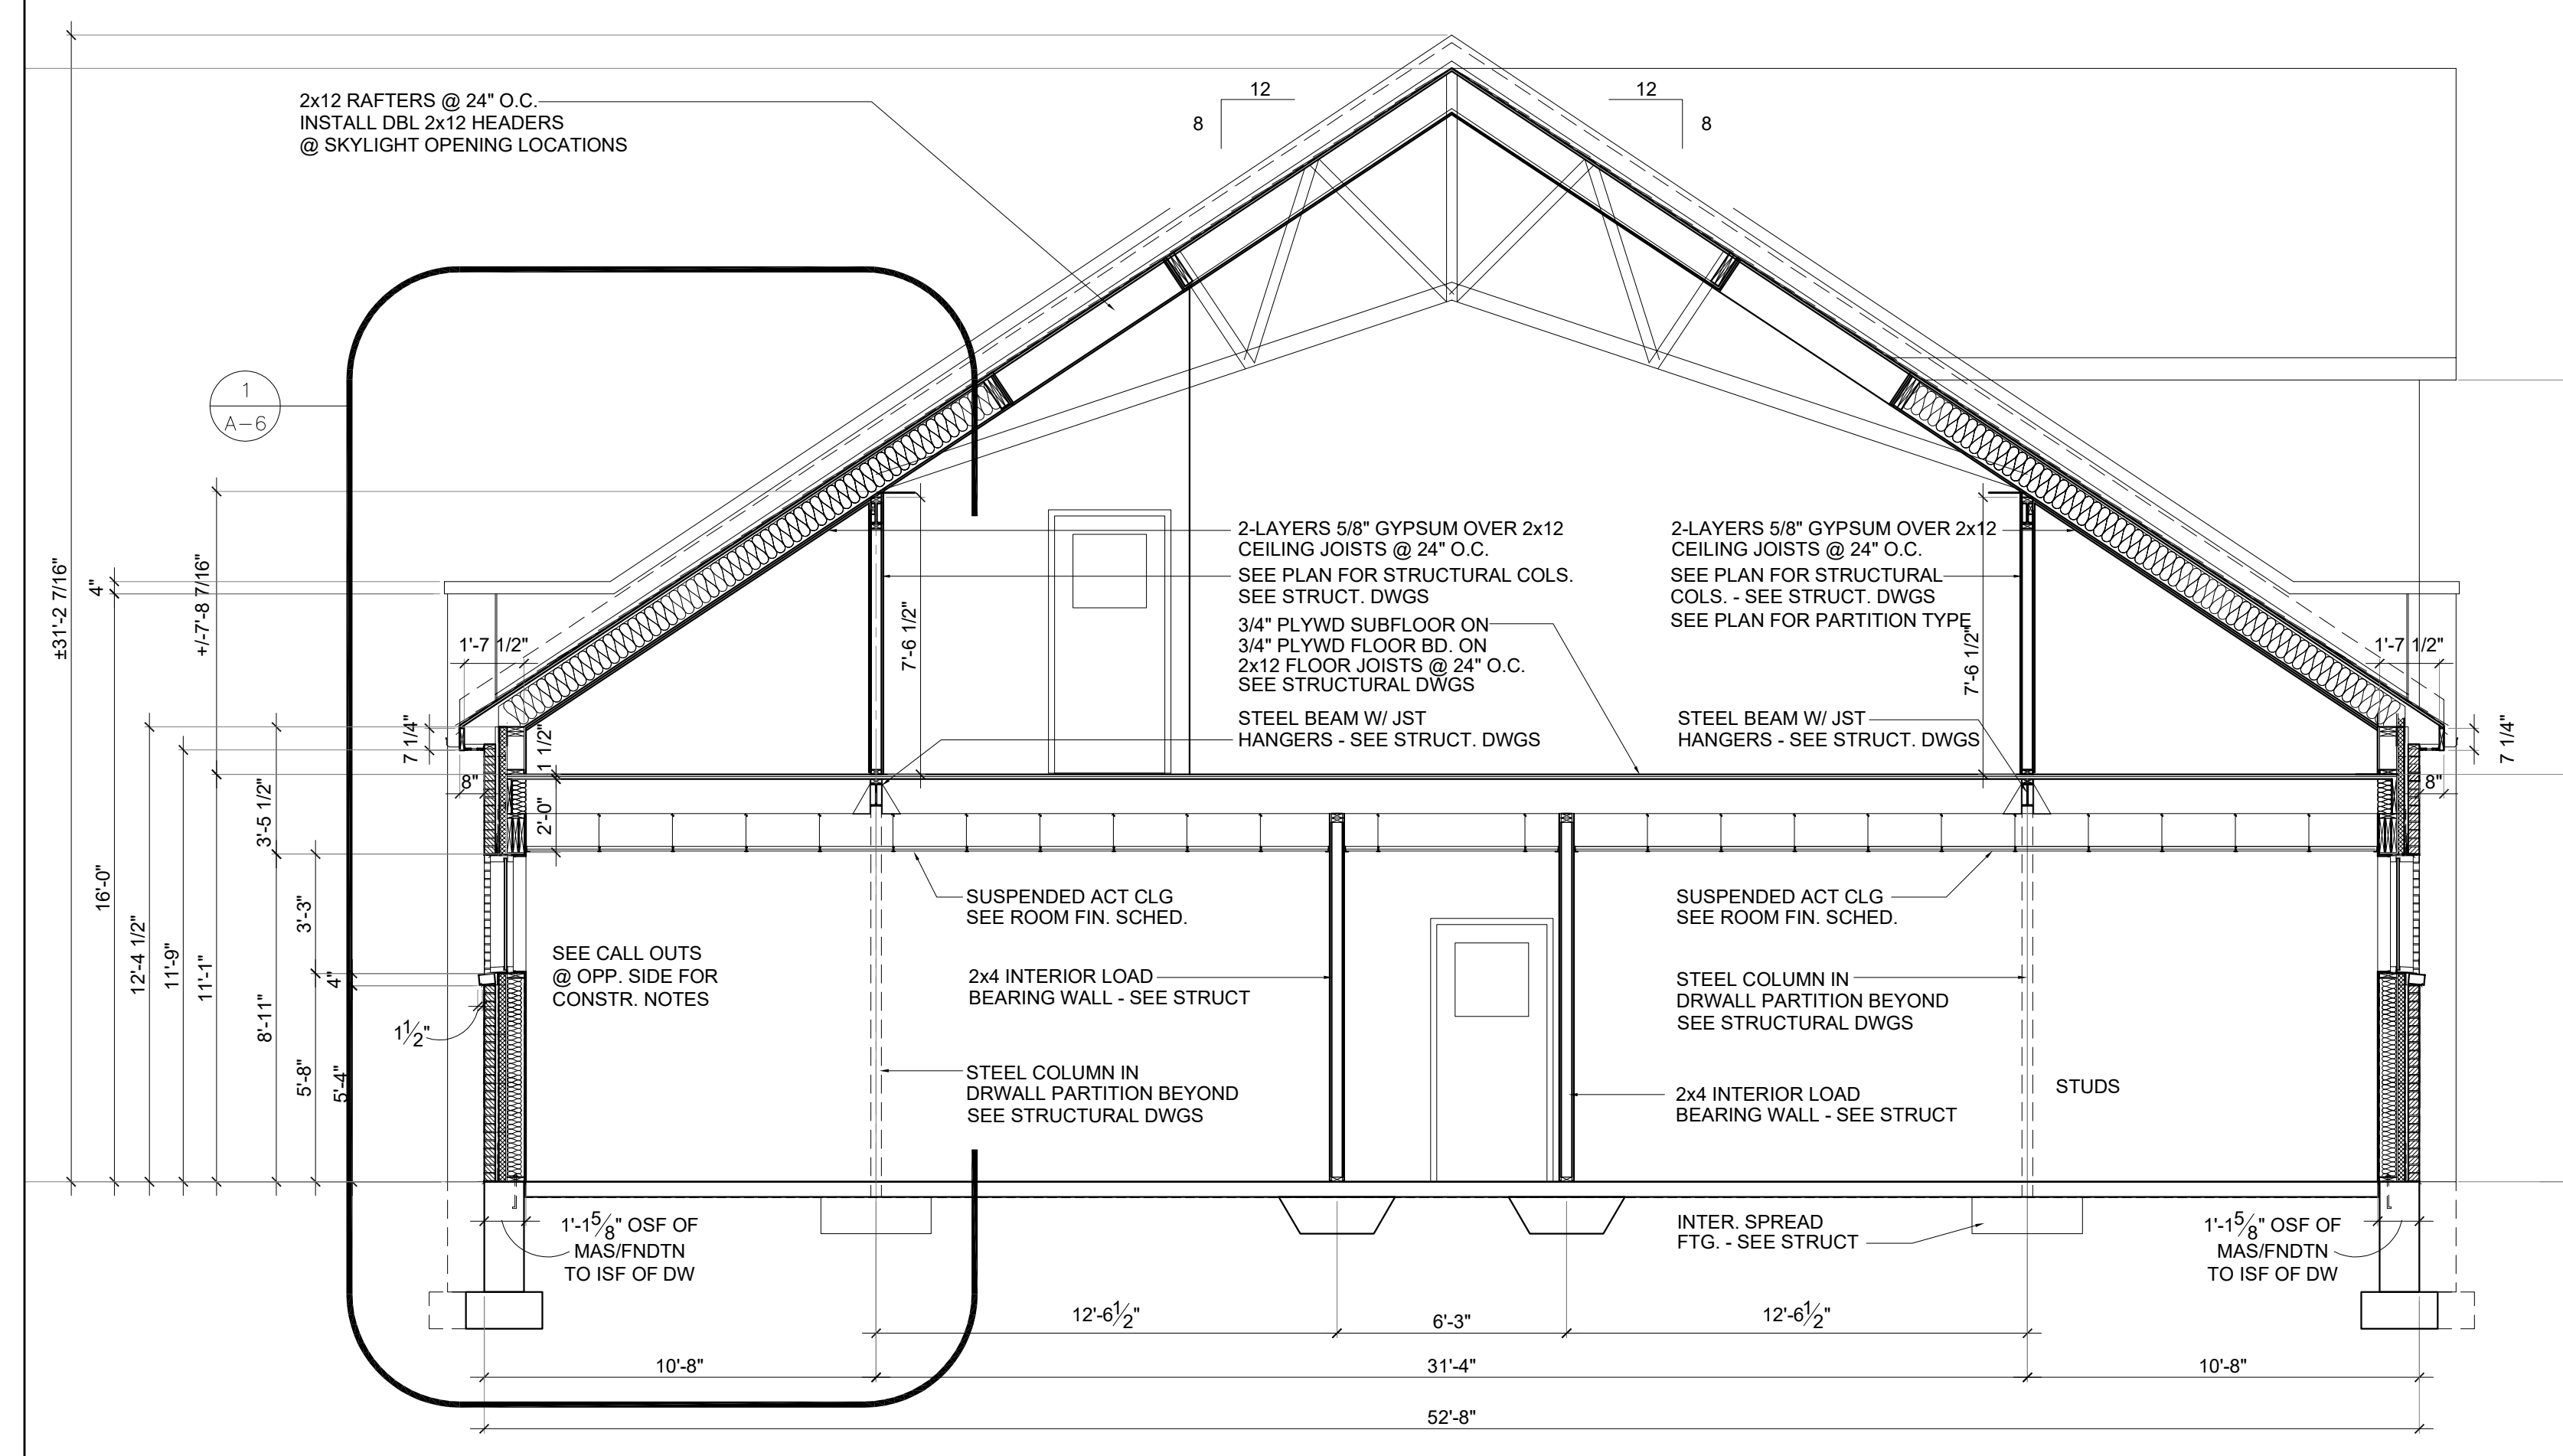 2x12 RAFTERS @ 24" O.C.
INSTALL DBL 2x12 HEADERS
@ SKYLIGHT OPENING LOCATIONS
12
8
12
8
1
A-6
±31'-2 7/16"
4"
16'-0"
+/-7'-8 7/16"
12'-4 1/2"
11'-9"
11'-1"
3'-5 1/2"
8'-11"
3'-3"
5'-8"
4"
5'-4"
1'-7 1/2"
7 1/4"
8"
1 1/2"
2'-0"
1 1/2"
7'-6 1/2"
2-LAYERS 5/8" GYPSUM OVER 2x12
CEILING JOISTS @ 24" O.C.
SEE PLAN FOR STRUCTURAL COLS.
SEE STRUCT. DWGS
3/4" PLYWD SUBFLOOR ON
3/4" PLYWD FLOOR BD. ON
2x12 FLOOR JOISTS @ 24" O.C.
SEE STRUCTURAL DWGS
STEEL BEAM W/ JST
HANGERS - SEE STRUCT. DWGS
2-LAYERS 5/8" GYPSUM OVER 2x12
CEILING JOISTS @ 24" O.C.
SEE PLAN FOR STRUCTURAL
COLS. - SEE STRUCT. DWGS
SEE PLAN FOR PARTITION TYPE
7'-6 1/2"
STEEL BEAM W/ JST
HANGERS - SEE STRUCT. DWGS
1'-7 1/2"
7 1/4"
8"
SEE CALL OUTS
@ OPP. SIDE FOR
CONSTR. NOTES
SUSPENDED ACT CLG
SEE ROOM FIN. SCHED.
2x4 INTERIOR LOAD
BEARING WALL - SEE STRUCT
STEEL COLUMN IN
DRWALL PARTITION BEYOND
SEE STRUCTURAL DWGS
SUSPENDED ACT CLG
SEE ROOM FIN. SCHED.
STEEL COLUMN IN
DRWALL PARTITION BEYOND
SEE STRUCTURAL DWGS
2x4 INTERIOR LOAD
BEARING WALL - SEE STRUCT
STUDS
1'-1 5/8" OSF OF
MAS/FNDTN
TO ISF OF DW
INTER. SPREAD
FTG. - SEE STRUCT
1'-1 5/8" OSF OF
MAS/FNDTN
TO ISF OF DW
12'-6 1/2"
6'-3"
12'-6 1/2"
10'-8"
31'-4"
10'-8"
52'-8"